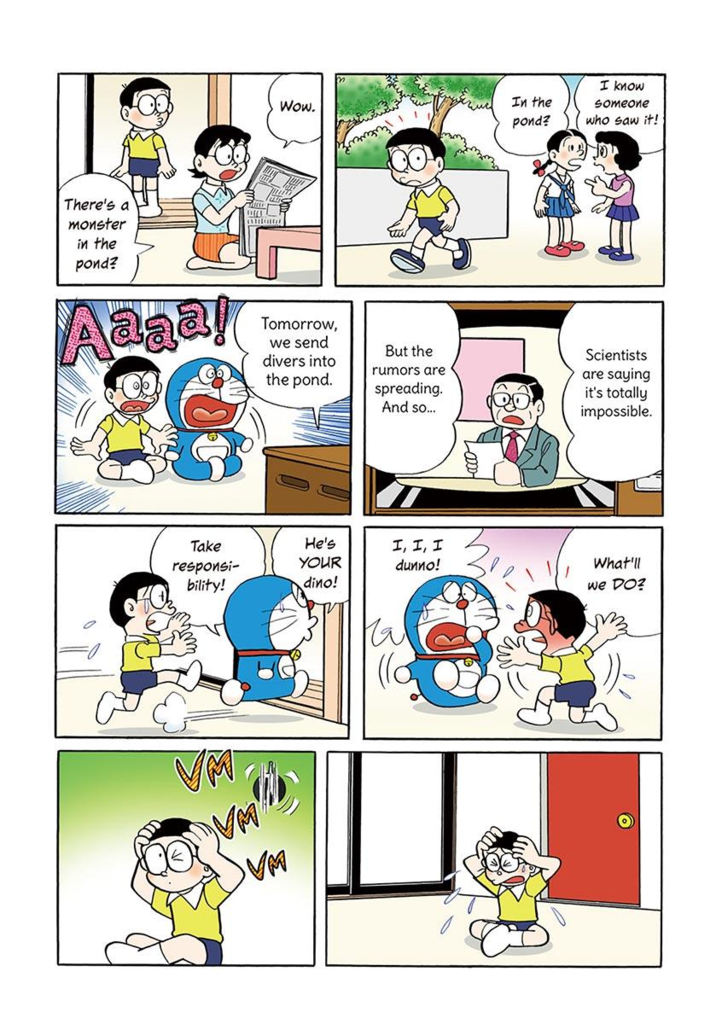 I know
someone
who saw it!
In the
pond?
Wow.
There's a
monster
in the
pond?
Scientists
are saying
it's totally
impossible.
But the
rumors are
spreading.
And so...
Tomorrow,
we send
divers into
the pond.
Aaaa!
What'll
we DO?
I, I, I
dunno!
He's
YOUR
dino!
Take
responsi-
bility!
VM
VM
VM